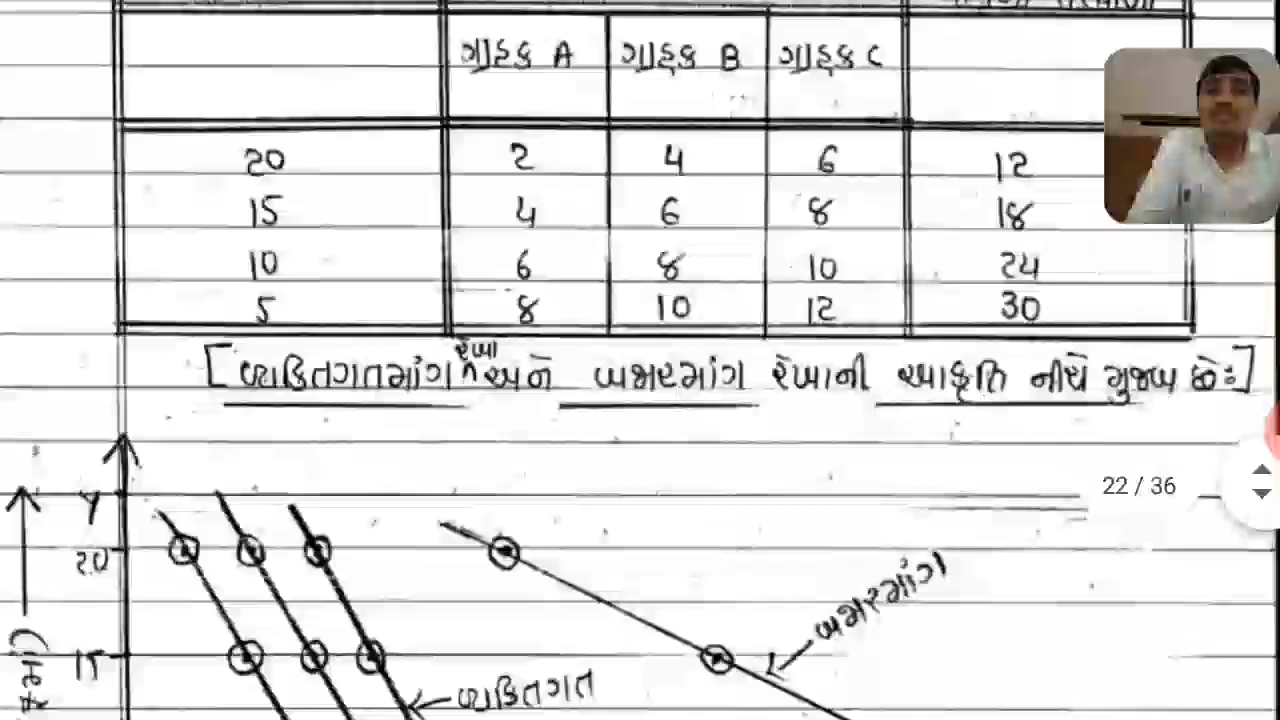 ગ્રાહક A ગ્રાહક B ગ્રાહક C
20 2 4 6 12
15 4 6 8 18
10 6 8 10 24
5 8 10 12 30
[વ્યક્તિગતમાંગ રેખા અને બજારમાંગ રેખાની આકૃતિ નીચે મુજબ છેઃ]
22 / 36
Y
20
બજારમાંગ
15
વ્યક્તિગત